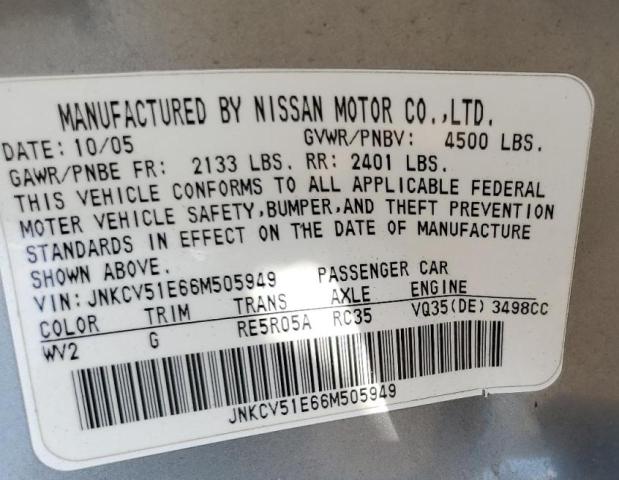 MANUFACTURED BY NISSAN MOTOR CO.,LTD.
DATE: 10/05 GVWR/PNBV: 4500 LBS.
GAWR/PNBE FR: 2133 LBS. RR: 2401 LBS.
THIS VEHICLE CONFORMS TO ALL APPLICABLE FEDERAL
MOTER VEHICLE SAFETY,BUMPER,AND THEFT PREVENTION
STANDARDS IN EFFECT ON THE DATE OF MANUFACTURE
SHOWN ABOVE.
VIN: JNKCV51E66M505949 PASSENGER CAR
COLOR TRIM TRANS AXLE ENGINE
WV2 G RE5R05A RC35 VQ35(DE) 3498CC
JNKCV51E66M505949